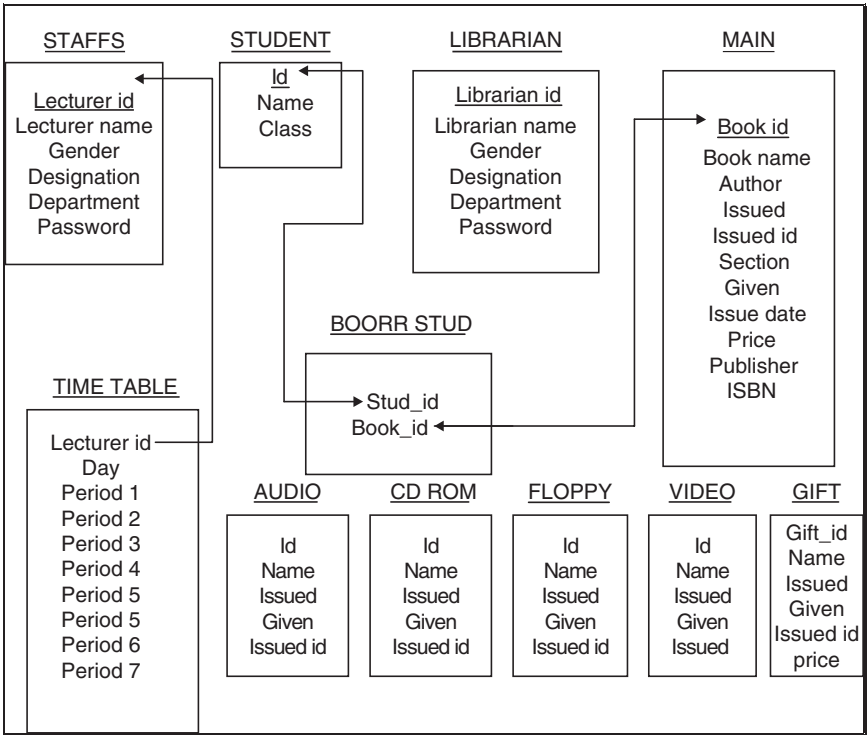 STAFFS
Lecturer id
Lecturer name
Gender
Designation
Department
Password
STUDENT
Id
Name
Class
LIBRARIAN
Librarian id
Librarian name
Gender
Designation
Department
Password
MAIN
Book id
Book name
Author
Issued
Issued id
Section
Given
Issue date
Price
Publisher
ISBN
BOORR STUD
Stud_id
Book_id
TIME TABLE
Lecturer id
Day
Period 1
Period 2
Period 3
Period 4
Period 5
Period 5
Period 6
Period 7
AUDIO
Id
Name
Issued
Given
Issued id
CD ROM
Id
Name
Issued
Given
Issued id
FLOPPY
Id
Name
Issued
Given
Issued id
VIDEO
Id
Name
Issued
Given
Issued
GIFT
Gift_id
Name
Issued
Given
Issued id
price